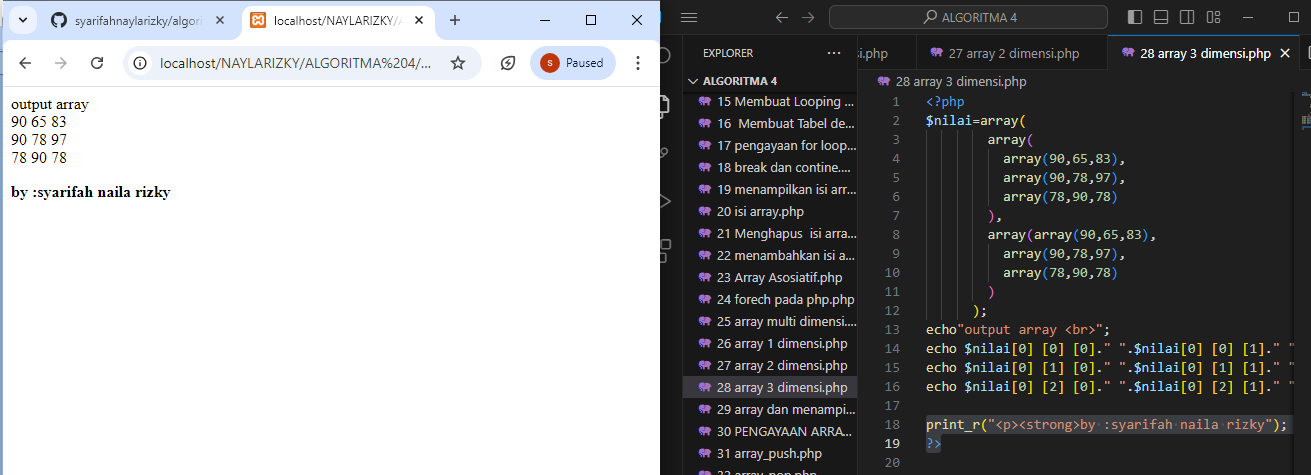 syarifahnaylarizky/algori
localhost/NAYLARIZKY/A
localhost/NAYLARIZKY/ALGORITMA%204/...
s Paused
output array
90 65 83
90 78 97
78 90 78
by :syarifah naila rizky
ALGORITMA 4
EXPLORER
ALGORITMA 4
15 Membuat Looping ...
16 Membuat Tabel de...
17 pengayaan for loop...
18 break dan contine....
19 menampilkan isi arr...
20 isi array.php
21 Menghapus isi arra...
22 menambahkan isi a...
23 Array Asosiatif.php
24 forech pada php.php
25 array multi dimensi....
26 array 1 dimensi.php
27 array 2 dimensi.php
28 array 3 dimensi.php
29 array dan menampi...
30 PENGAYAAN ARRA...
31 array_push.php
32 array_pop.php
si.php
27 array 2 dimensi.php
28 array 3 dimensi.php
28 array 3 dimensi.php
1 <?php
2 $nilai=array(
3 array(
4 array(90,65,83),
5 array(90,78,97),
6 array(78,90,78)
7 ),
8 array(array(90,65,83),
9 array(90,78,97),
10 array(78,90,78)
11 )
12 );
13 echo"output array <br>";
14 echo $nilai[0] [0] [0]." ".$nilai[0] [0] [1]." "
15 echo $nilai[0] [1] [0]." ".$nilai[0] [1] [1]." "
16 echo $nilai[0] [2] [0]." ".$nilai[0] [2] [1]." "
17
18 print_r("<p><strong>by :syarifah naila rizky");
19 ?>
20